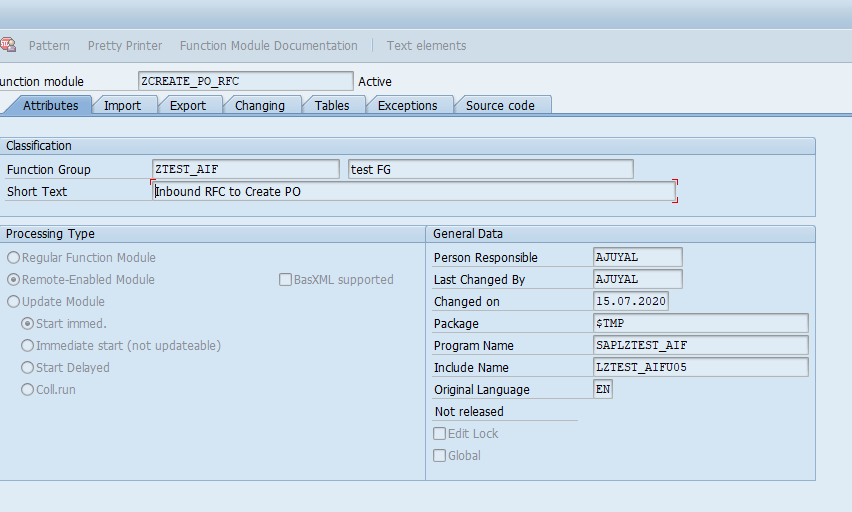 Pattern Pretty Printer Function Module Documentation Text elements
unction module ZCREATE_PO_RFC Active
Attributes Import Export Changing Tables Exceptions Source code
Classification
Function Group ZTEST_AIF test FG
Short Text Inbound RFC to Create PO
Processing Type
Regular Function Module
Remote-Enabled Module BasXML supported
Update Module
Start immed.
Immediate start (not updateable)
Start Delayed
Coll.run
General Data
Person Responsible AJUYAL
Last Changed By AJUYAL
Changed on 15.07.2020
Package $TMP
Program Name SAPLZTEST_AIF
Include Name LZTEST_AIFU05
Original Language EN
Not released
Edit Lock
Global